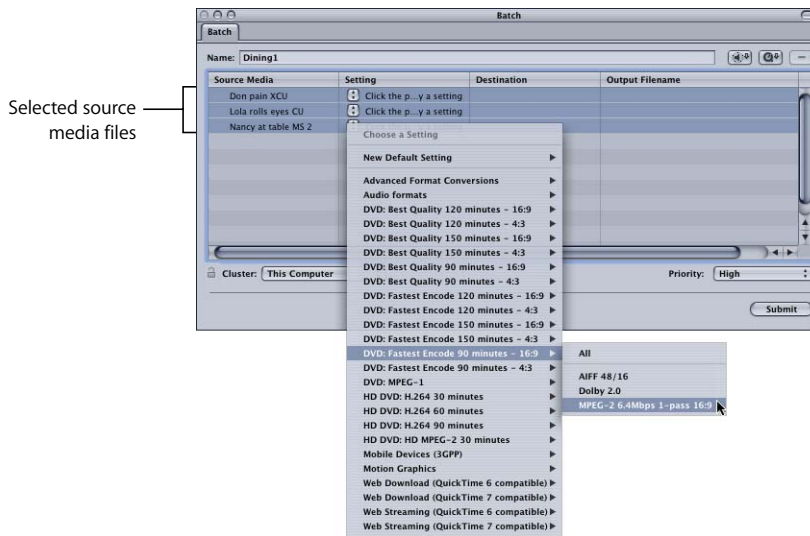 Batch
Batch
Name: Dining1
Source Media Setting Destination Output Filename
Selected source
media files
Don pain XCU Click the p...y a setting
Lola rolls eyes CU Click the p...y a setting
Nancy at table MS 2
Choose a Setting
New Default Setting
Advanced Format Conversions
Audio formats
DVD: Best Quality 120 minutes - 16:9
DVD: Best Quality 120 minutes - 4:3
DVD: Best Quality 150 minutes - 16:9
DVD: Best Quality 150 minutes - 4:3
DVD: Best Quality 90 minutes - 16:9
DVD: Best Quality 90 minutes - 4:3
DVD: Fastest Encode 120 minutes - 16:9
DVD: Fastest Encode 120 minutes - 4:3
DVD: Fastest Encode 150 minutes - 16:9
DVD: Fastest Encode 150 minutes - 4:3
DVD: Fastest Encode 90 minutes - 16:9
DVD: Fastest Encode 90 minutes - 4:3
DVD: MPEG-1
HD DVD: H.264 30 minutes
HD DVD: H.264 60 minutes
HD DVD: H.264 90 minutes
HD DVD: HD MPEG-2 30 minutes
Mobile Devices (3GPP)
Motion Graphics
Web Download (QuickTime 6 compatible)
Web Download (QuickTime 7 compatible)
Web Streaming (QuickTime 6 compatible)
Web Streaming (QuickTime 7 compatible)
All
AIFF 48/16
Dolby 2.0
MPEG-2 6.4Mbps 1-pass 16:9
Cluster: This Computer
Priority: High
Submit